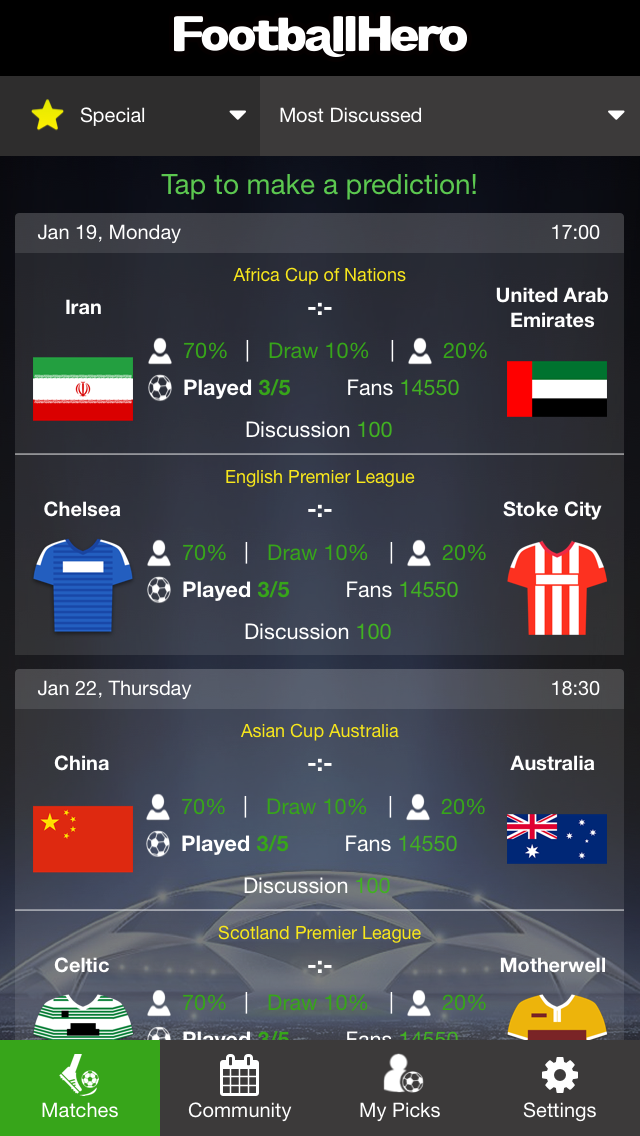 FootballHero
Special
Most Discussed
Tap to make a prediction!
Jan 19, Monday 17:00
Africa Cup of Nations
Iran -:- United Arab Emirates
70% | Draw 10% | 20%
Played 3/5 Fans 14550
Discussion 100
English Premier League
Chelsea -:- Stoke City
70% | Draw 10% | 20%
Played 3/5 Fans 14550
Discussion 100
Jan 22, Thursday 18:30
Asian Cup Australia
China -:- Australia
70% | Draw 10% | 20%
Played 3/5 Fans 14550
Discussion 100
Scotland Premier League
Celtic -:- Motherwell
70% | Draw 10% | 20%
Played 3/5 Fans 14550
Matches Community My Picks Settings